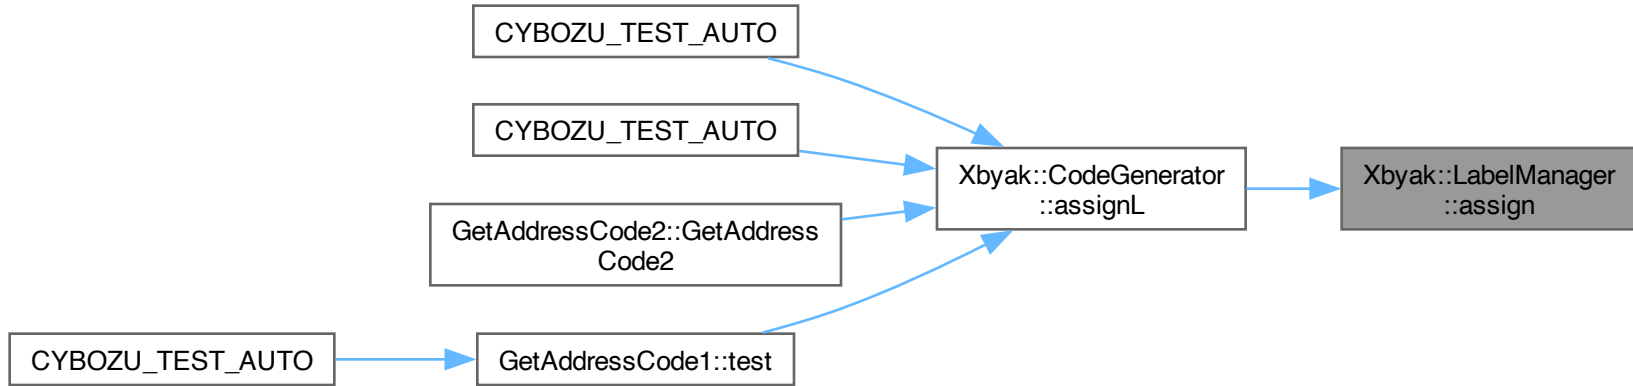 CYBOZU_TEST_AUTO
CYBOZU_TEST_AUTO
Xbyak::CodeGenerator
::assignL
Xbyak::LabelManager
::assign
GetAddressCode2::GetAddress
Code2
CYBOZU_TEST_AUTO
GetAddressCode1::test